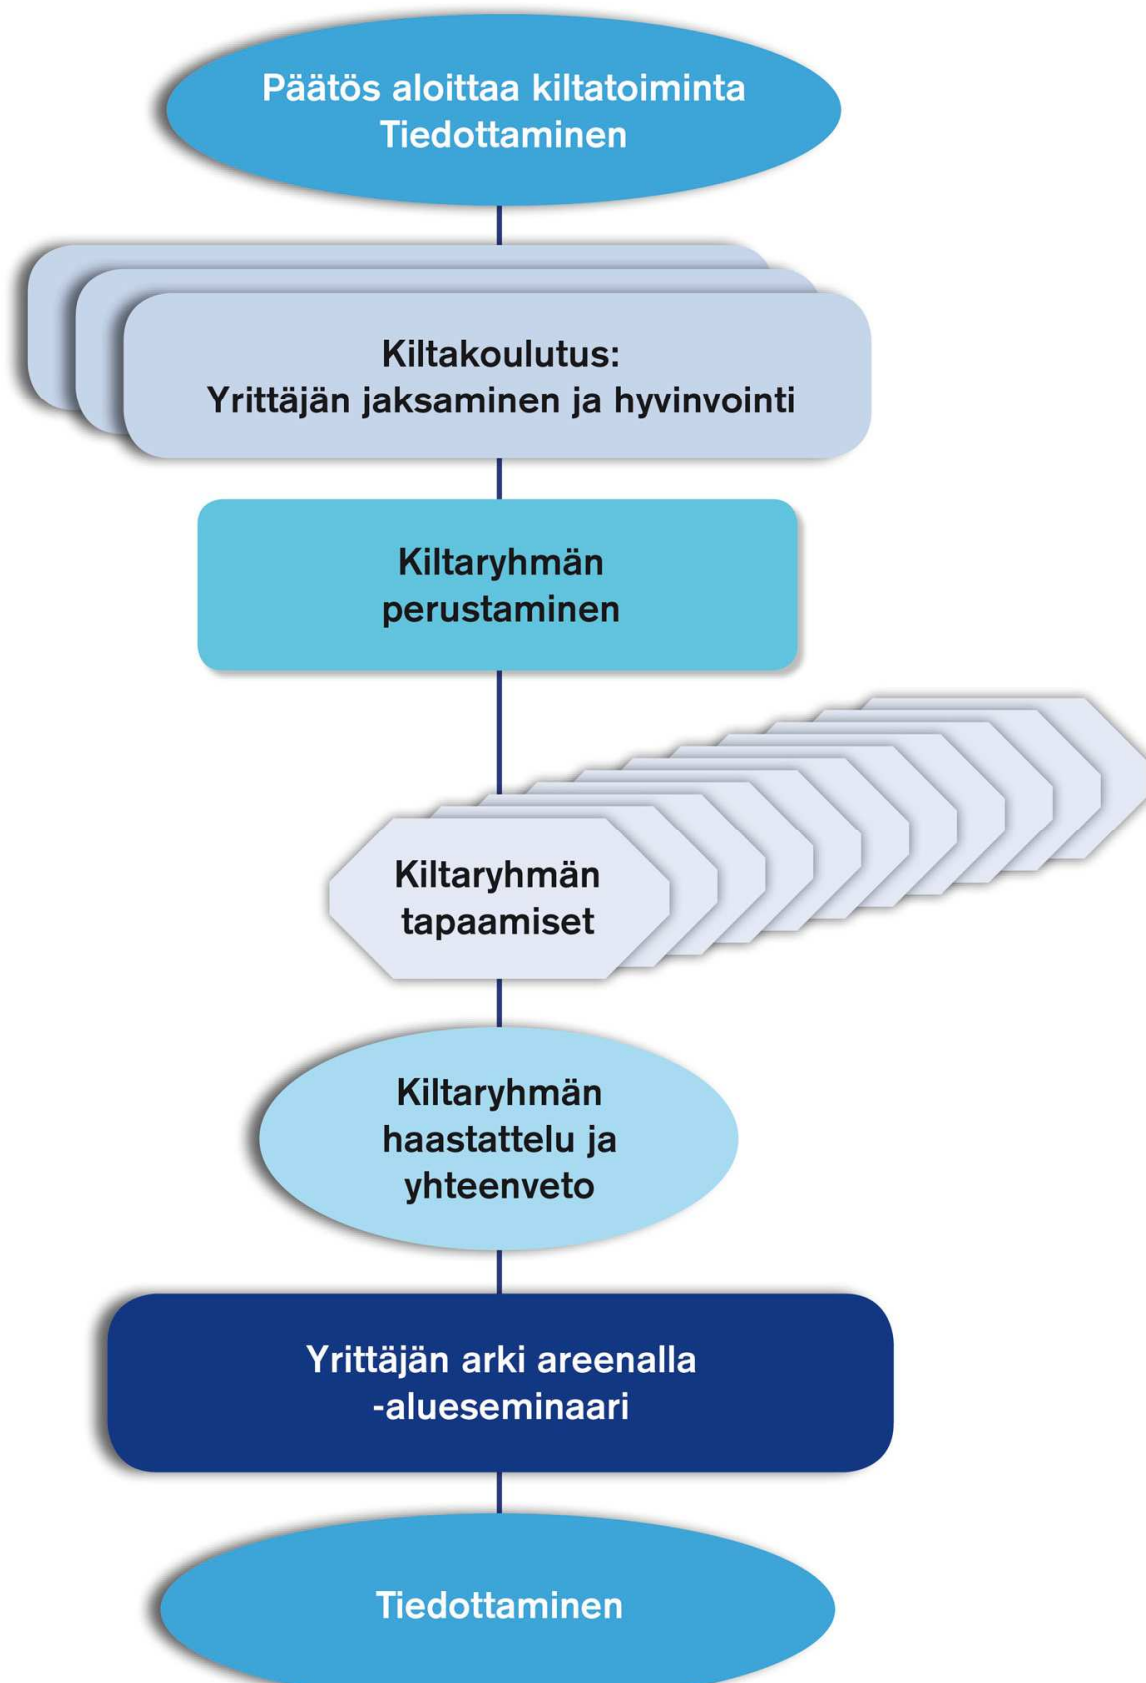 Päätös aloittaa kiltatoiminta
Tiedottaminen
Kiltakoulutus:
Yrittäjän jaksaminen ja hyvinvointi
Kiltaryhmän
perustaminen
Kiltaryhmän
tapaamiset
Kiltaryhmän
haastattelu ja
yhteenveto
Yrittäjän arki areenalla
-alueseminaari
Tiedottaminen